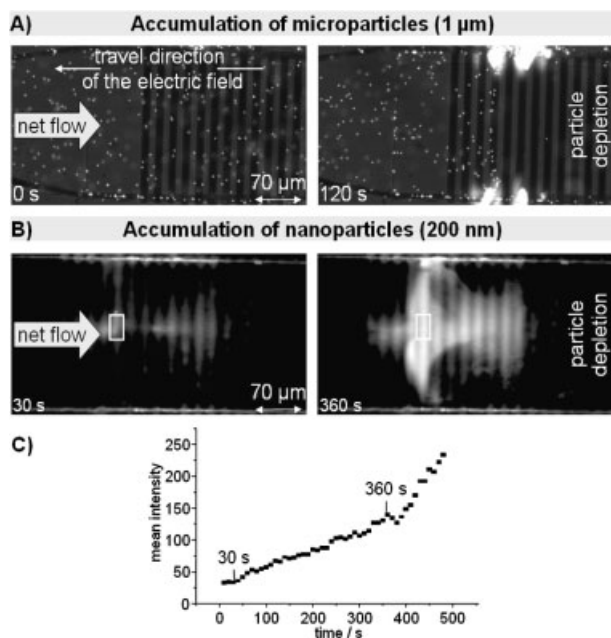 A) Accumulation of microparticles (1 µm)
travel direction
of the electric field
net flow
0 s
70 µm
120 s
particle
depletion
B) Accumulation of nanoparticles (200 nm)
net flow
30 s
70 µm
360 s
particle
depletion
C)
250
200
150
100
50
0
mean intensity
30 s
360 s
0 100 200 300 400 500
time / s